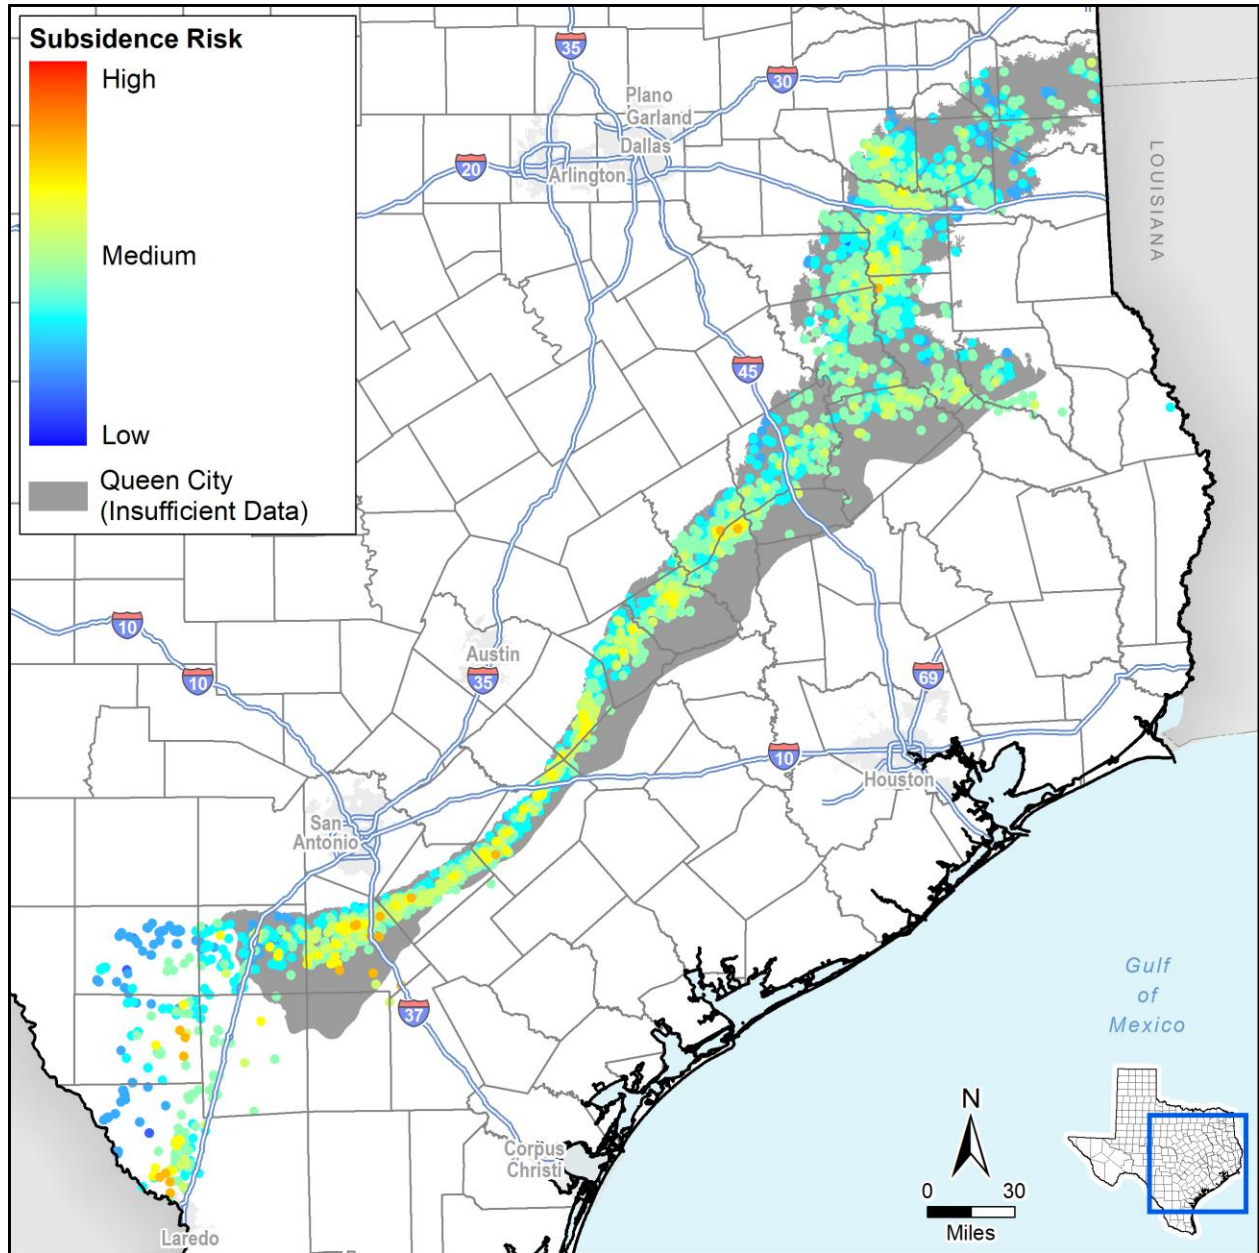 Subsidence Risk
High
Medium
Low
Queen City
(Insufficient Data)
35
30
Plano
Garland
Dallas
20
Arlington
LOUISIANA
45
10
Austin
10
35
69
10
Houston
San
Antonio
37
Gulf
of
Mexico
N
Corpus
Christi
0 30
Miles
Laredo